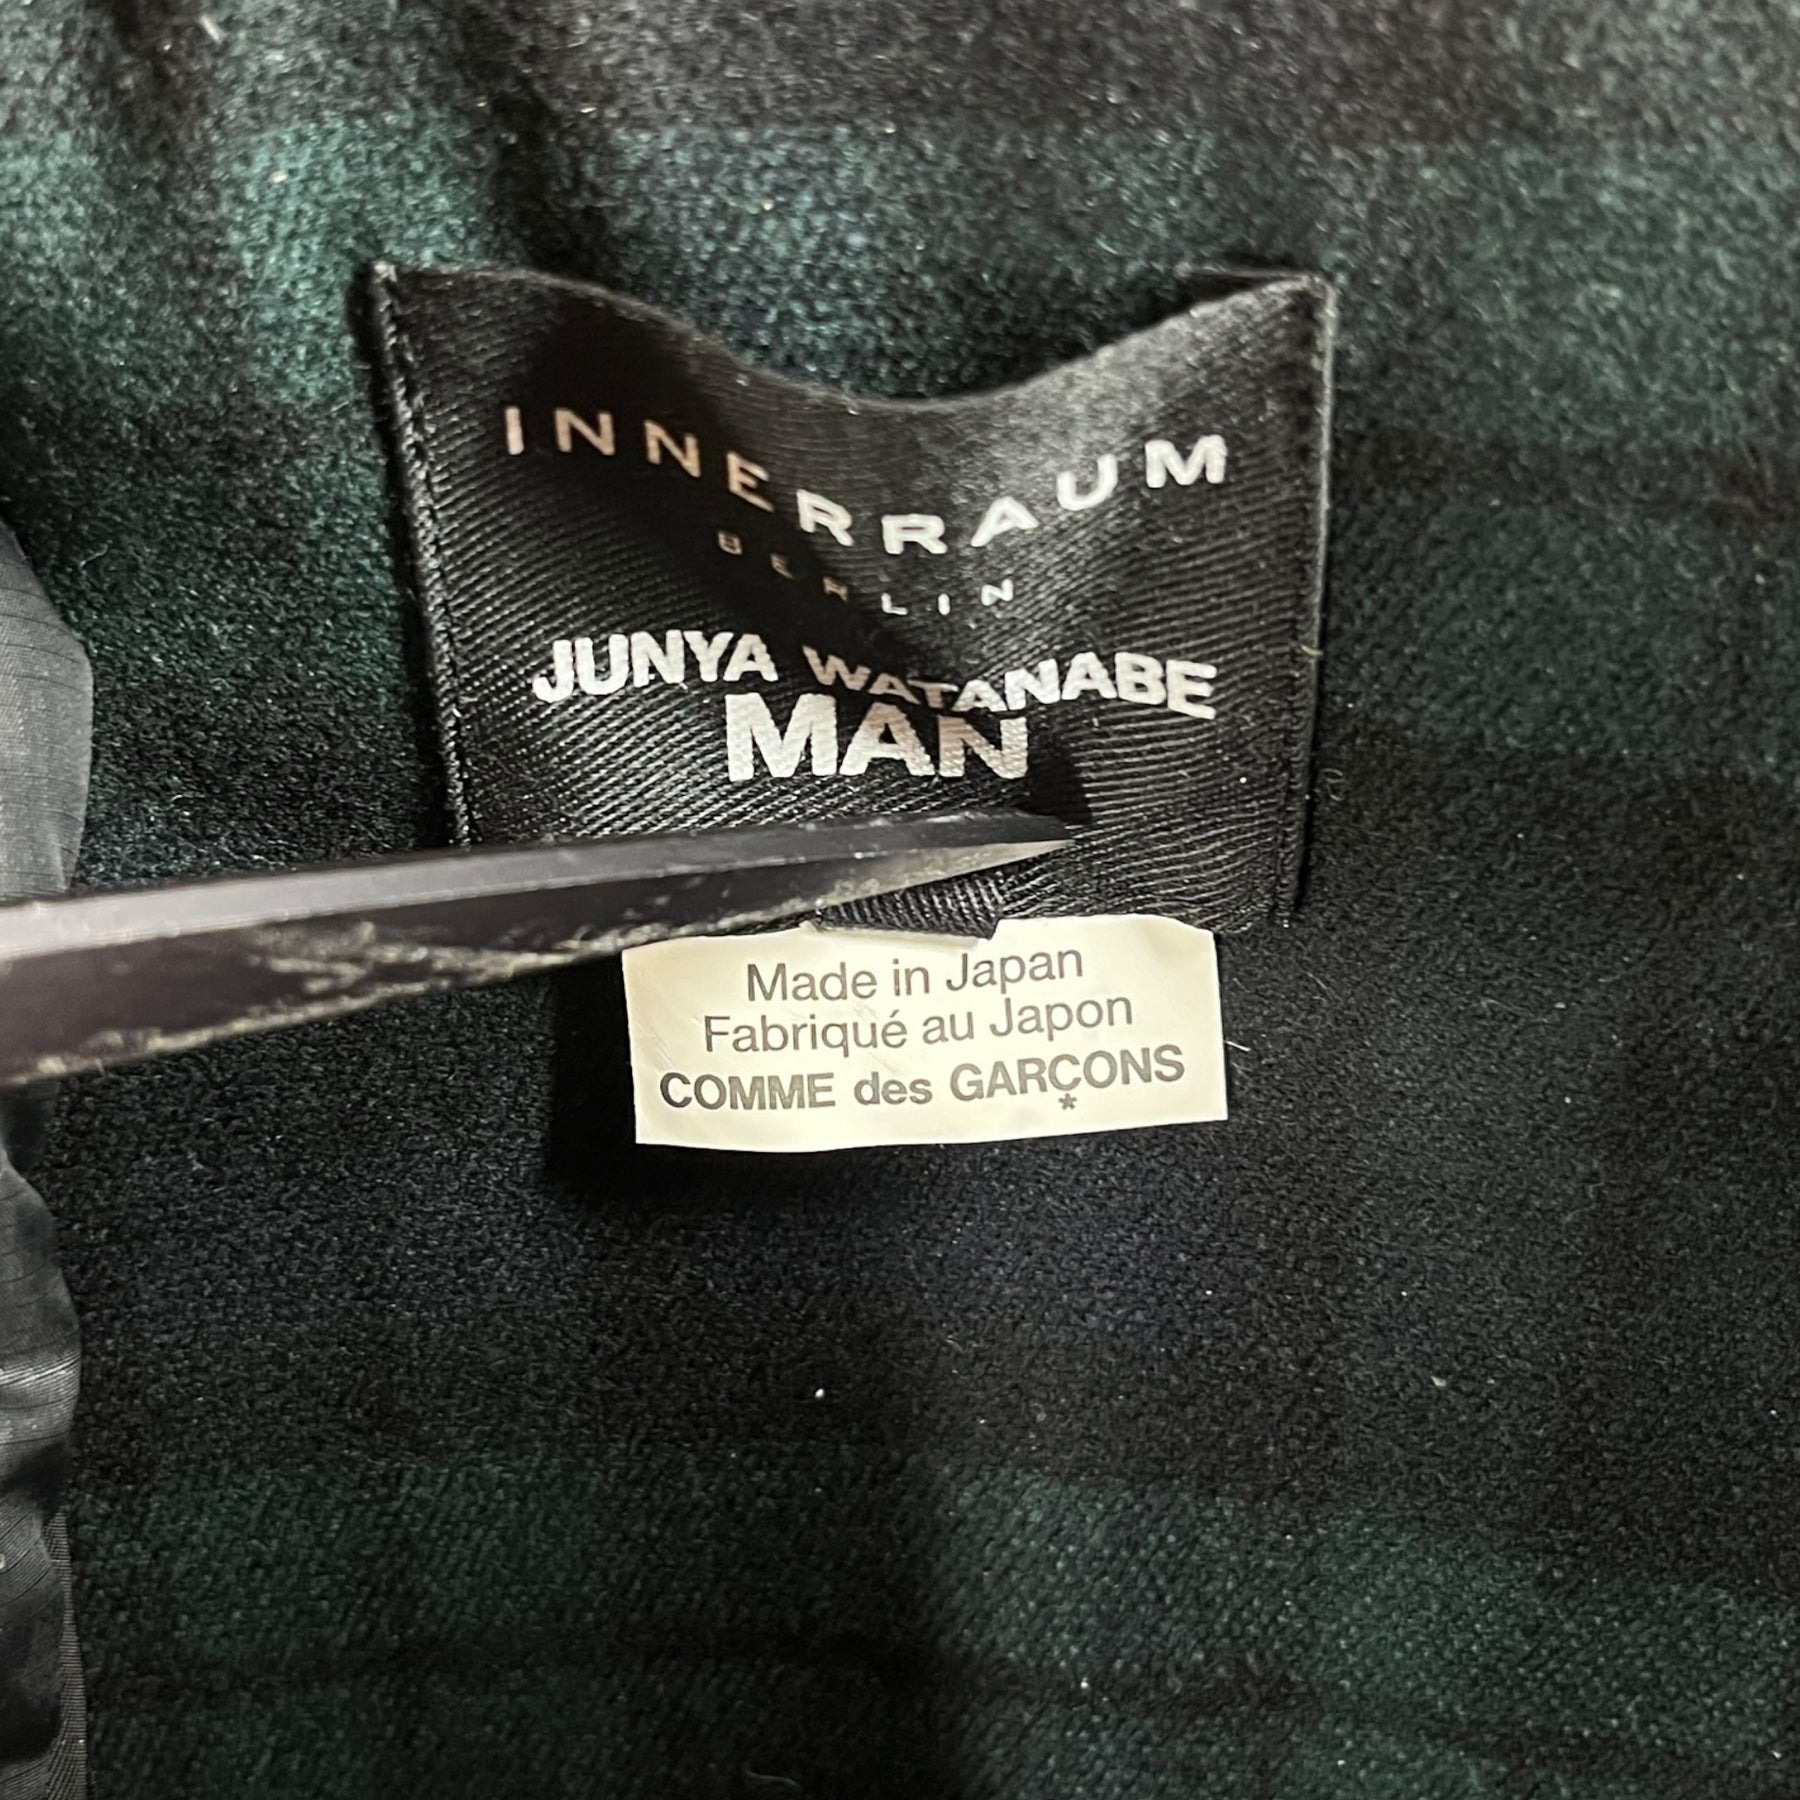 INNERRAUM
BERLIN
JUNYA WATANABE
MAN
Made in Japan
Fabriqué au Japon
COMME des GARÇONS
*